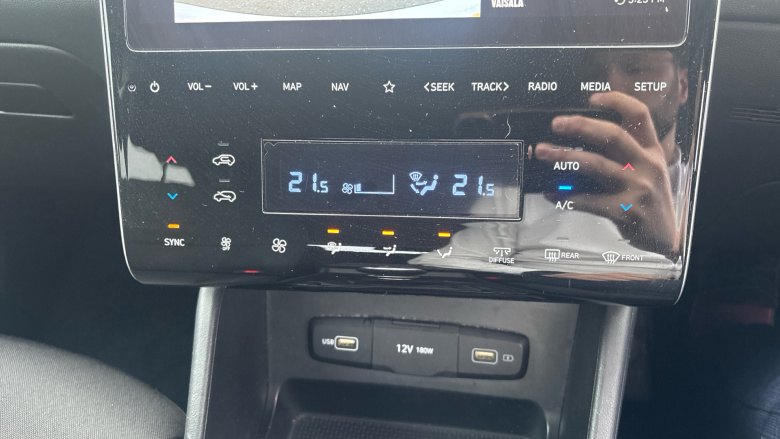 VAISALA
VOL− VOL+ MAP NAV <SEEK TRACK> RADIO MEDIA SETUP
21.5 21.5
AUTO
A/C
SYNC
DIFFUSE REAR FRONT
USB 12V 180W